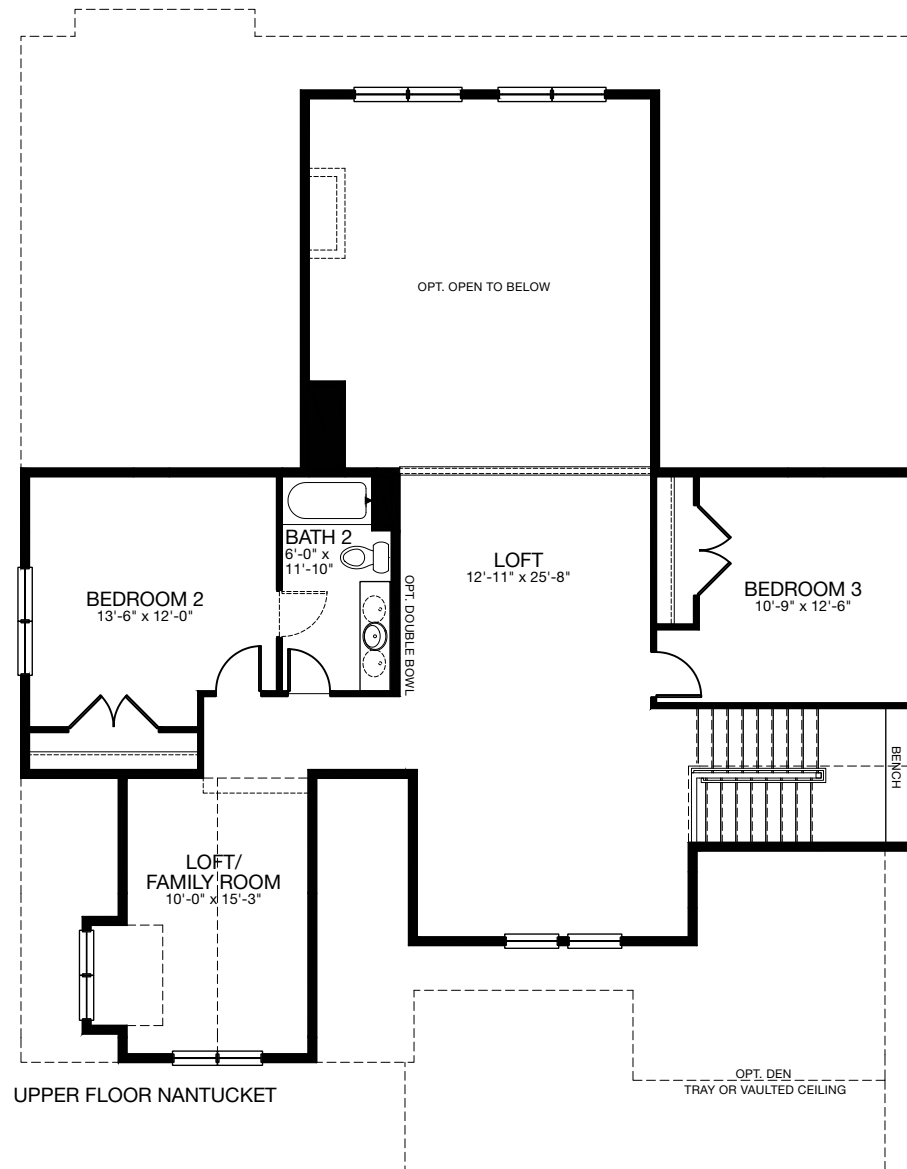 OPT. OPEN TO BELOW
BATH 2
6'-0" x
11'-10"
LOFT
12'-11" x 25'-8"
BEDROOM 2
13'-6" x 12'-0"
OPT. DOUBLE BOWL
BEDROOM 3
10'-9" x 12'-6"
BENCH
LOFT/
FAMILY ROOM
10'-0" x 15'-3"
OPT. DEN
TRAY OR VAULTED CEILING
UPPER FLOOR NANTUCKET